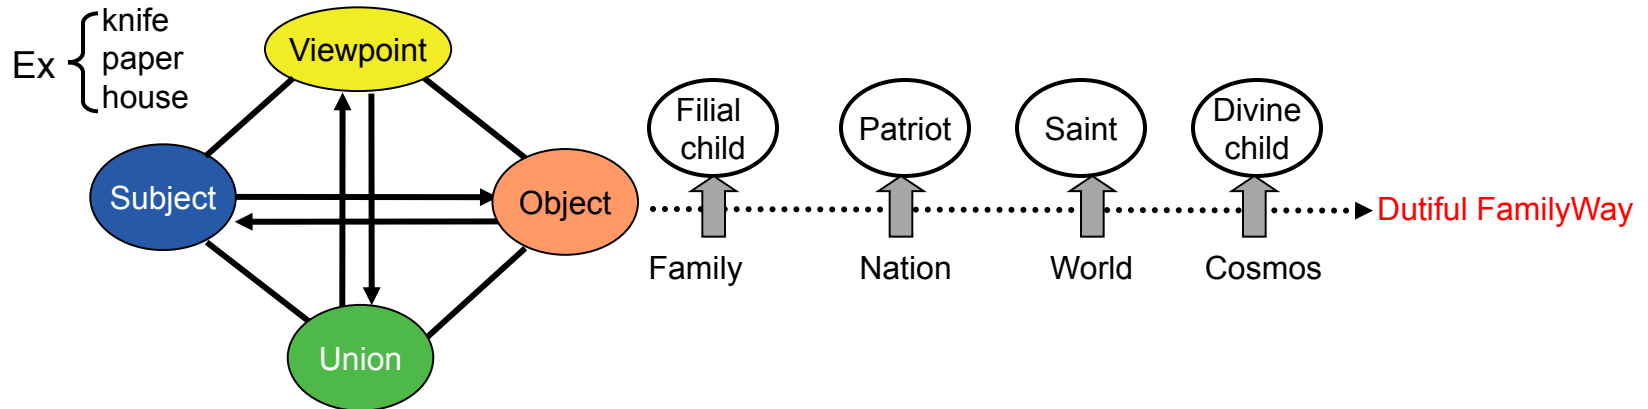 Ex
knife
paper
house
Viewpoint
Subject
Object
Union
Filial
child
Patriot
Saint
Divine
child
Dutiful FamilyWay
Family
Nation
World
Cosmos